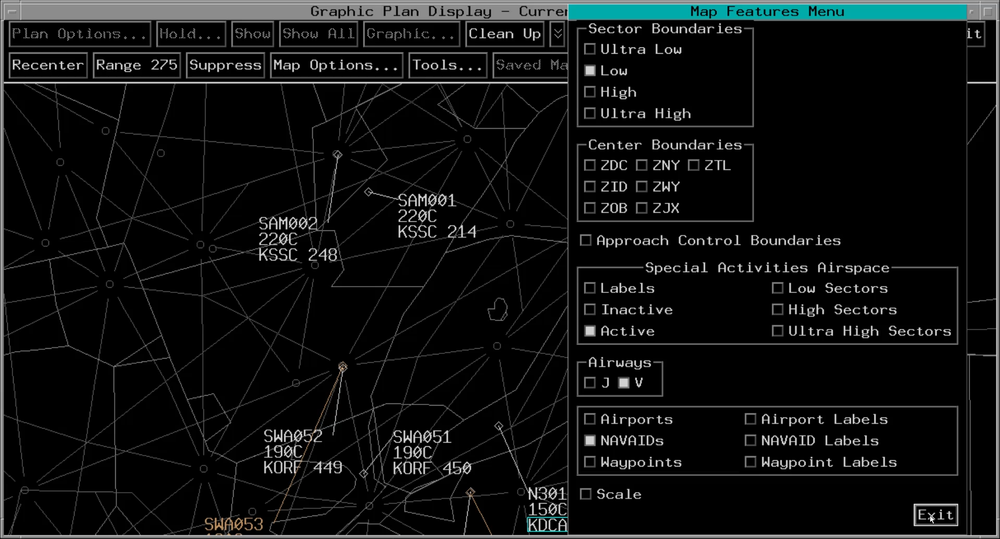 Graphic Plan Display - Curre
Map Features Menu
Plan Options... Hold... Show Show All Graphic... Clean Up it
Recenter Range 275 Suppress Map Options... Tools... Saved Ma
Sector Boundaries
Ultra Low
Low
High
Ultra High
Center Boundaries
ZDC ZNY ZTL
ZID ZWY
ZOB ZJX
Approach Control Boundaries
Special Activities Airspace
Labels Low Sectors
Inactive High Sectors
Active Ultra High Sectors
Airways
J V
Airports Airport Labels
NAVAIDs NAVAID Labels
Waypoints Waypoint Labels
Scale
Exit
SAM001
220C
KSSC 214
SAM002
220C
KSSC 248
SWA052
190C
KORF 449
SWA051
190C
KORF 450
N301
150C
KDCA
SWA053